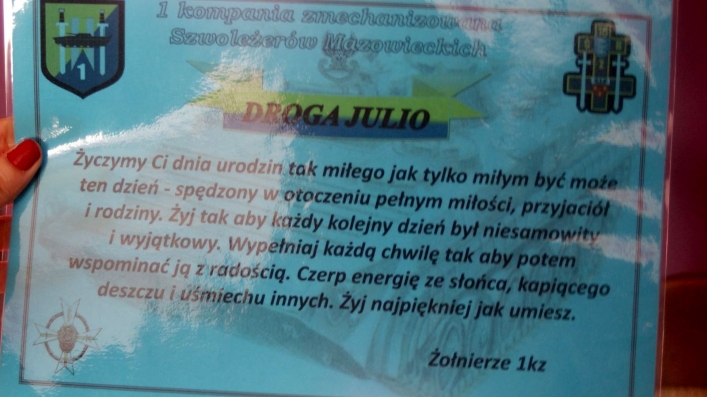 1 kompania zmechanizowana
Szwoleżerów Mazowieckich
1
DROGA JULIO
Życzymy Ci dnia urodzin tak miłego jak tylko miłym być może
ten dzień - spędzony w otoczeniu pełnym miłości, przyjaciół
i rodziny. Żyj tak aby każdy kolejny dzień był niesamowity
i wyjątkowy. Wypełniaj każdą chwilę tak aby potem
wspominać ją z radością. Czerp energię ze słońca, kapiącego
deszczu i uśmiechu innych. Żyj najpiękniej jak umiesz.
Żołnierze 1kz